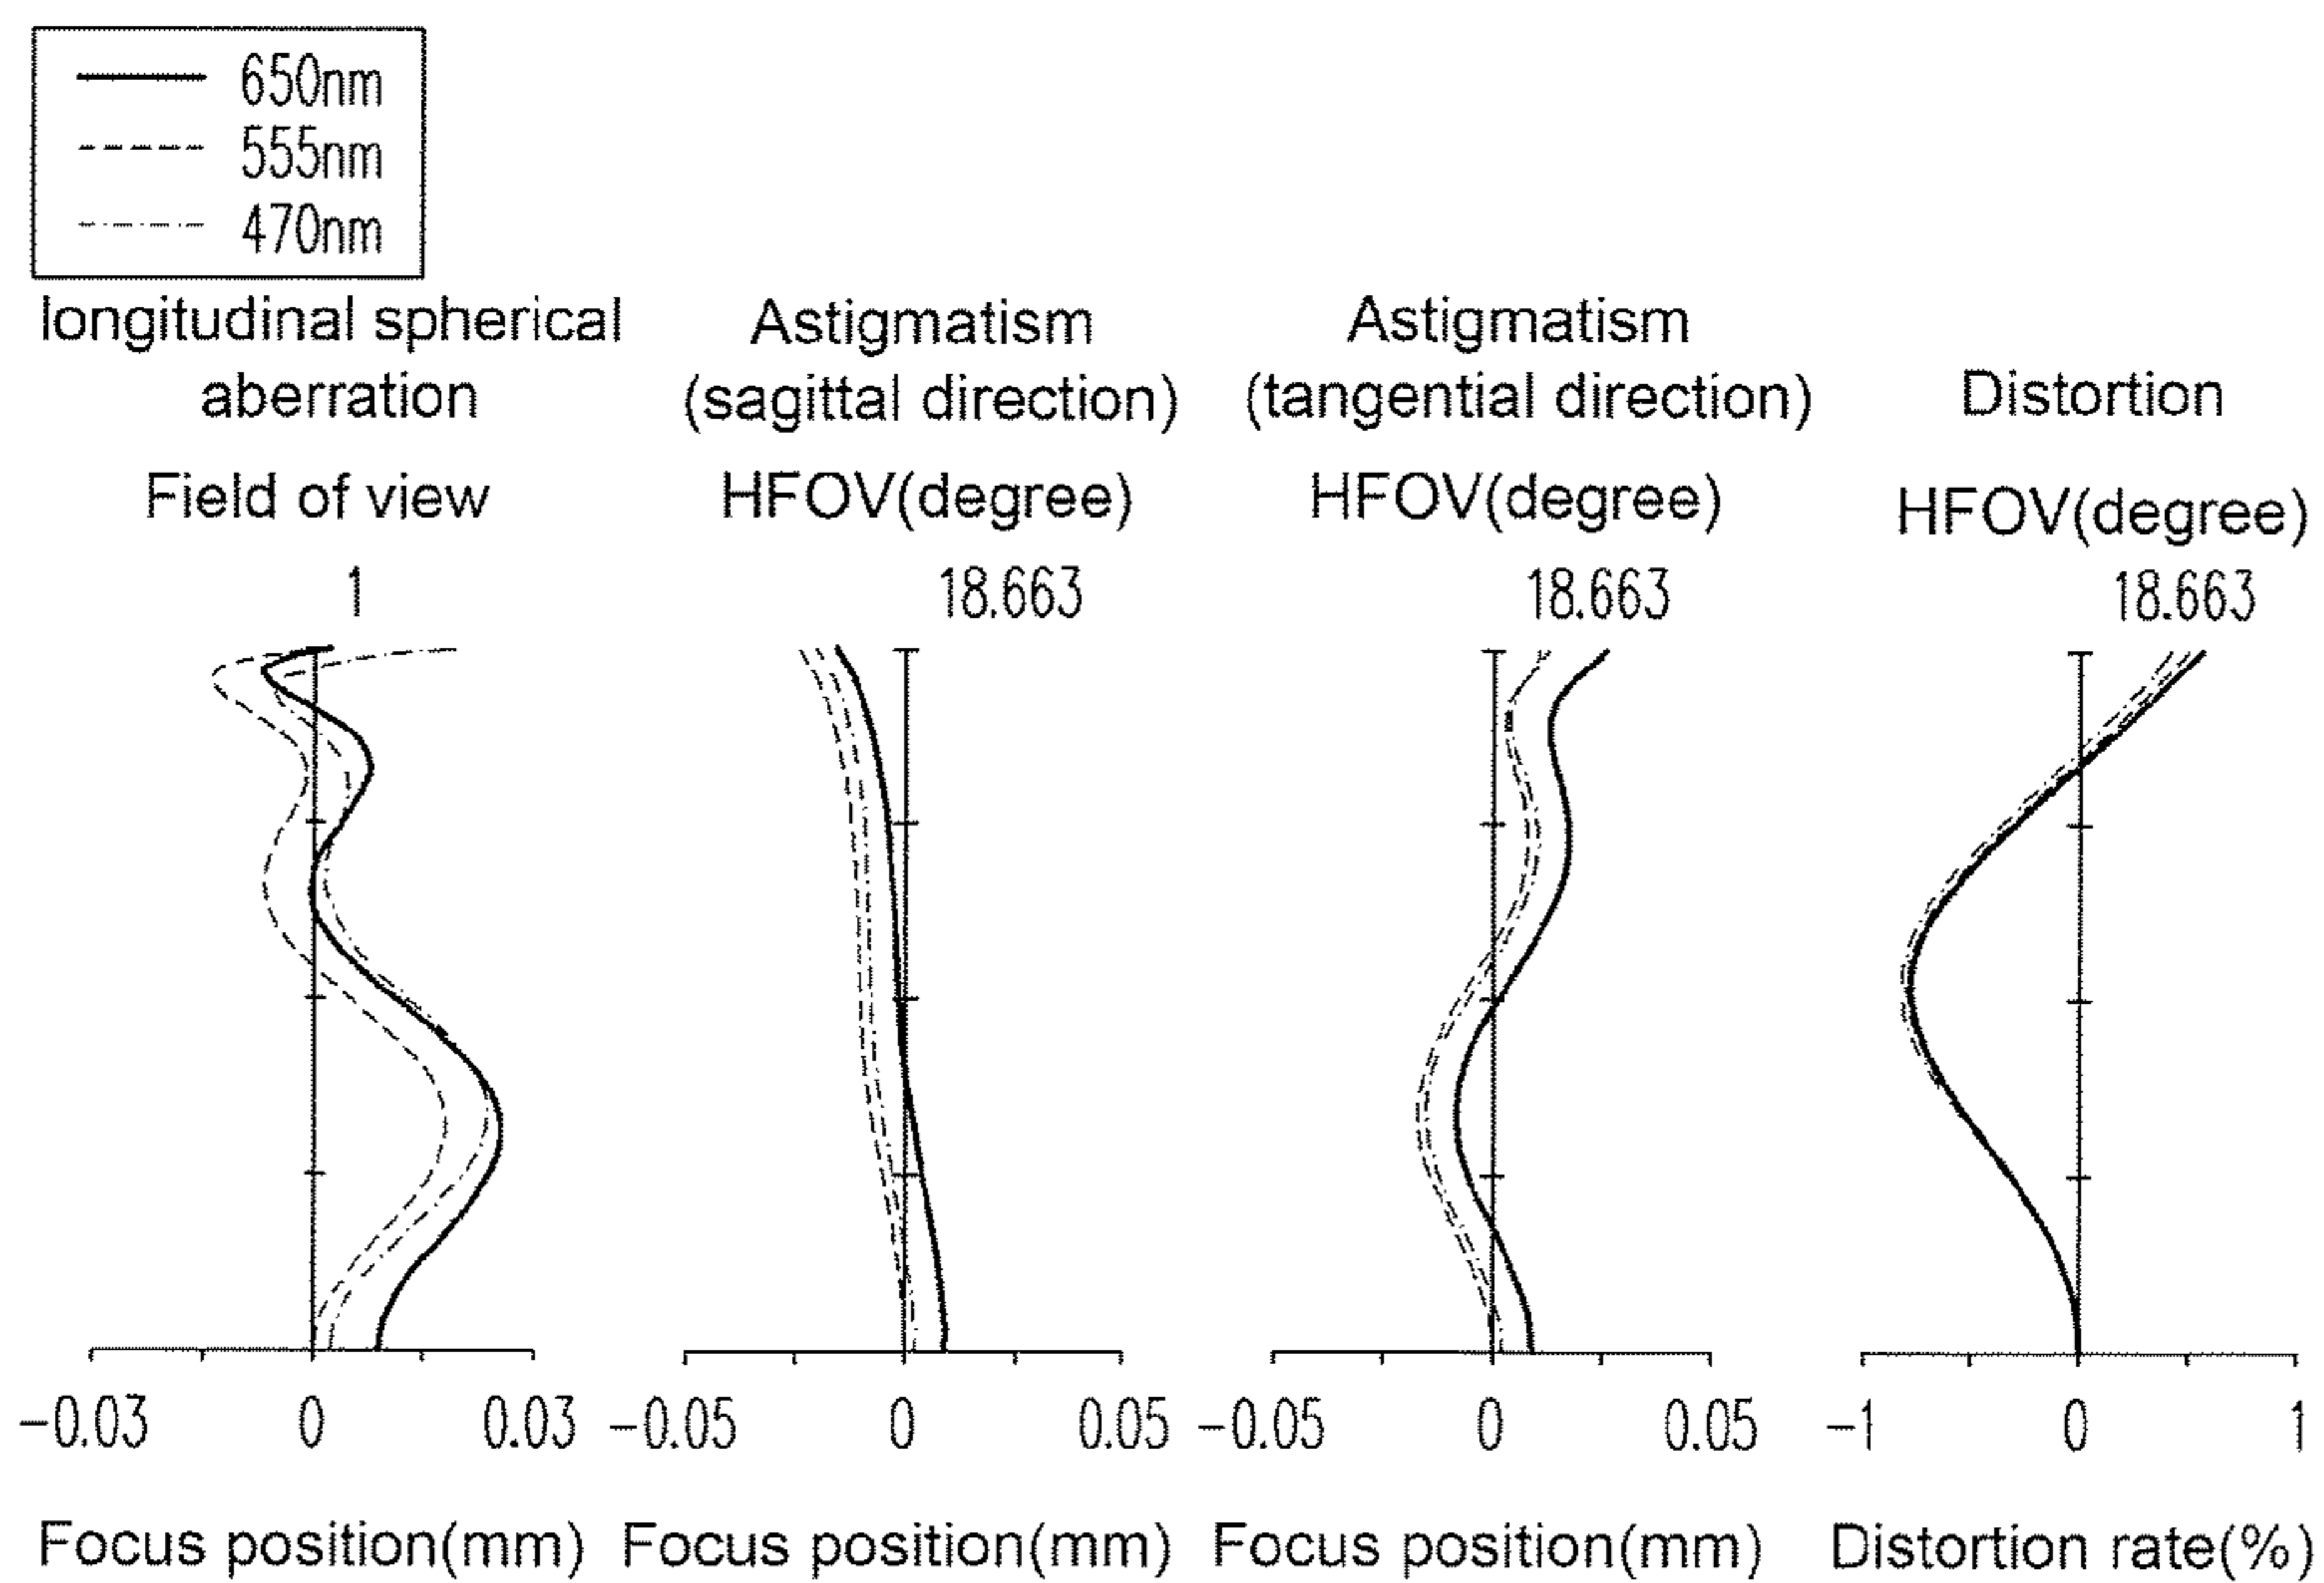 650nm
555nm
470nm
longitudinal spherical
aberration
Field of view
1
Astigmatism
(sagittal direction)
HFOV(degree)
18.663
Astigmatism
(tangential direction)
HFOV(degree)
18.663
Distortion
HFOV(degree)
18.663
-0.03 0 0.03
Focus position(mm)
-0.05 0 0.05
Focus position(mm)
-0.05 0 0.05
Focus position(mm)
-1 0 1
Distortion rate(%)